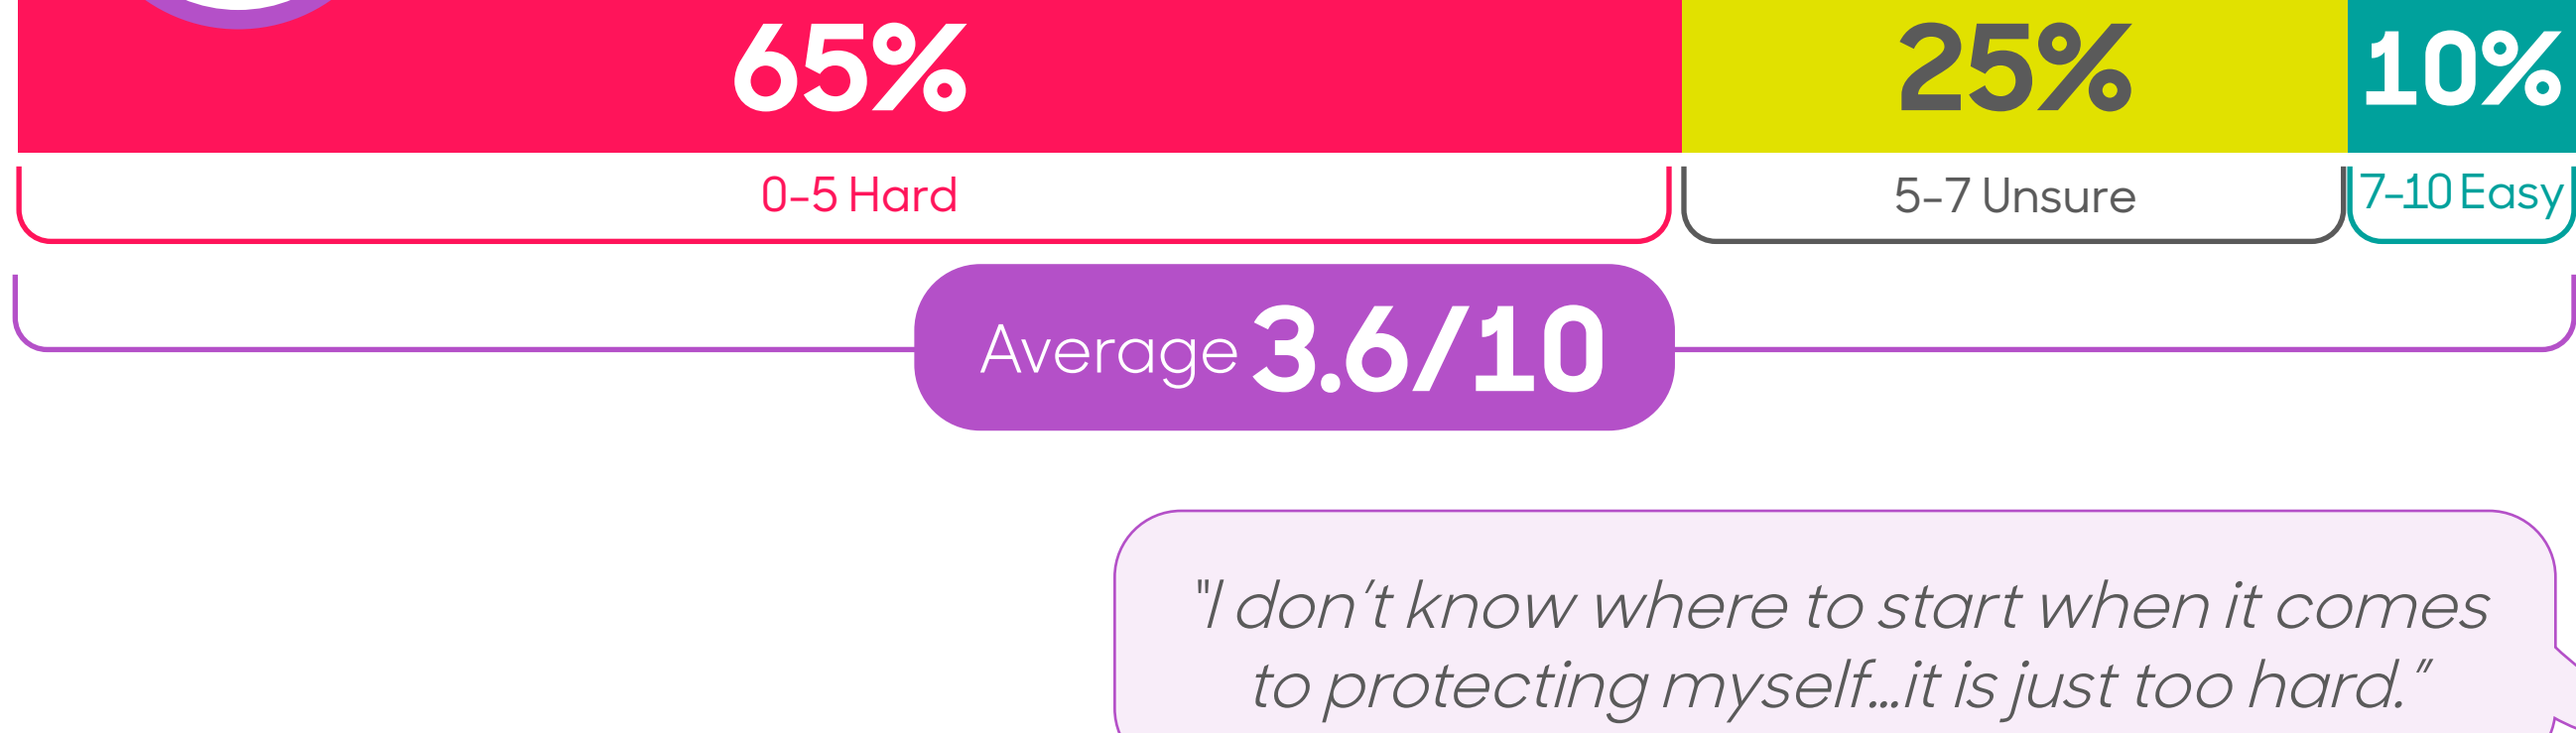 65% 25% 10%
0-5 Hard 5-7 Unsure 7-10 Easy
Average 3.6/10
"I don’t know where to start when it comes
to protecting myself...it is just too hard.”